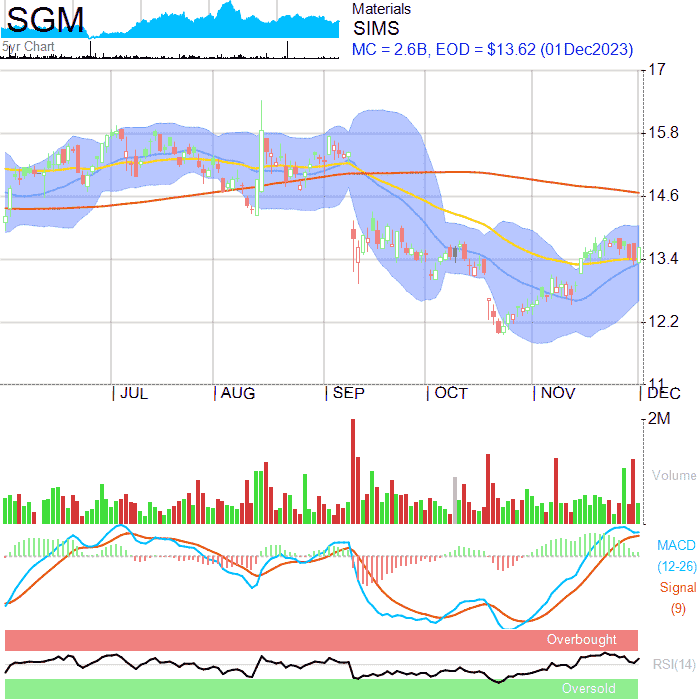 SGM
5yr Chart
Materials
SIMS
MC = 2.6B, EOD = $13.62 (01Dec2023)
17
15.8
14.6
13.4
12.2
11
JUL AUG SEP OCT NOV DEC
2M
Volume
MACD
(12-26)
Signal
(9)
Overbought
RSI(14)
Oversold